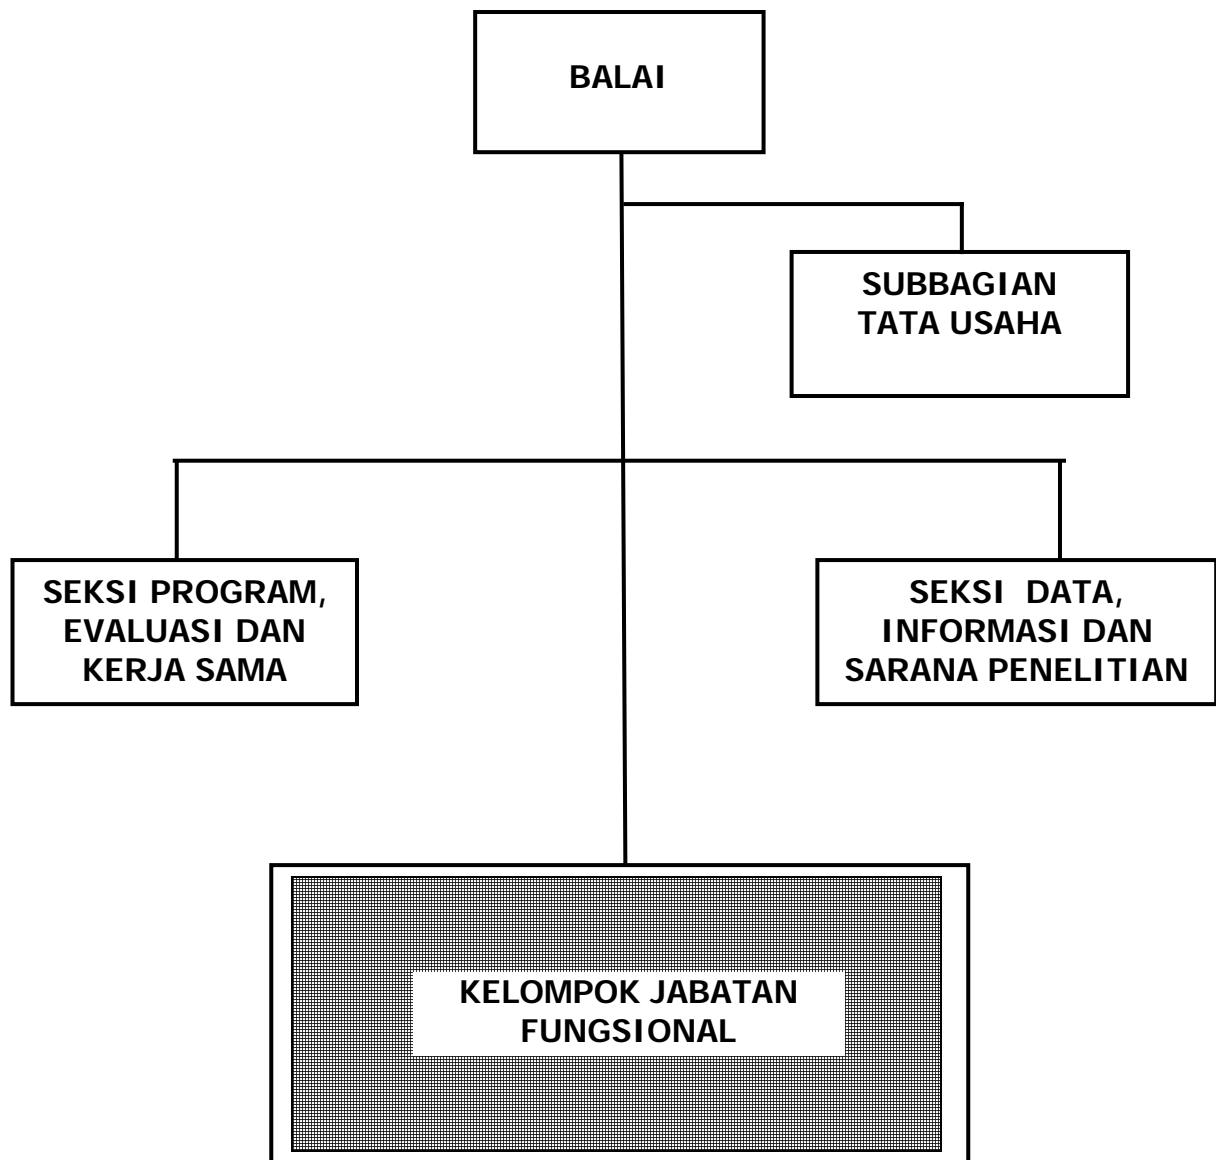 BALAI
SUBBAGIAN
TATA USAHA
SEKSI PROGRAM,
EVALUASI DAN
KERJA SAMA
SEKSI DATA,
INFORMASI DAN
SARANA PENELITIAN
KELOMPOK JABATAN
FUNGSIONAL